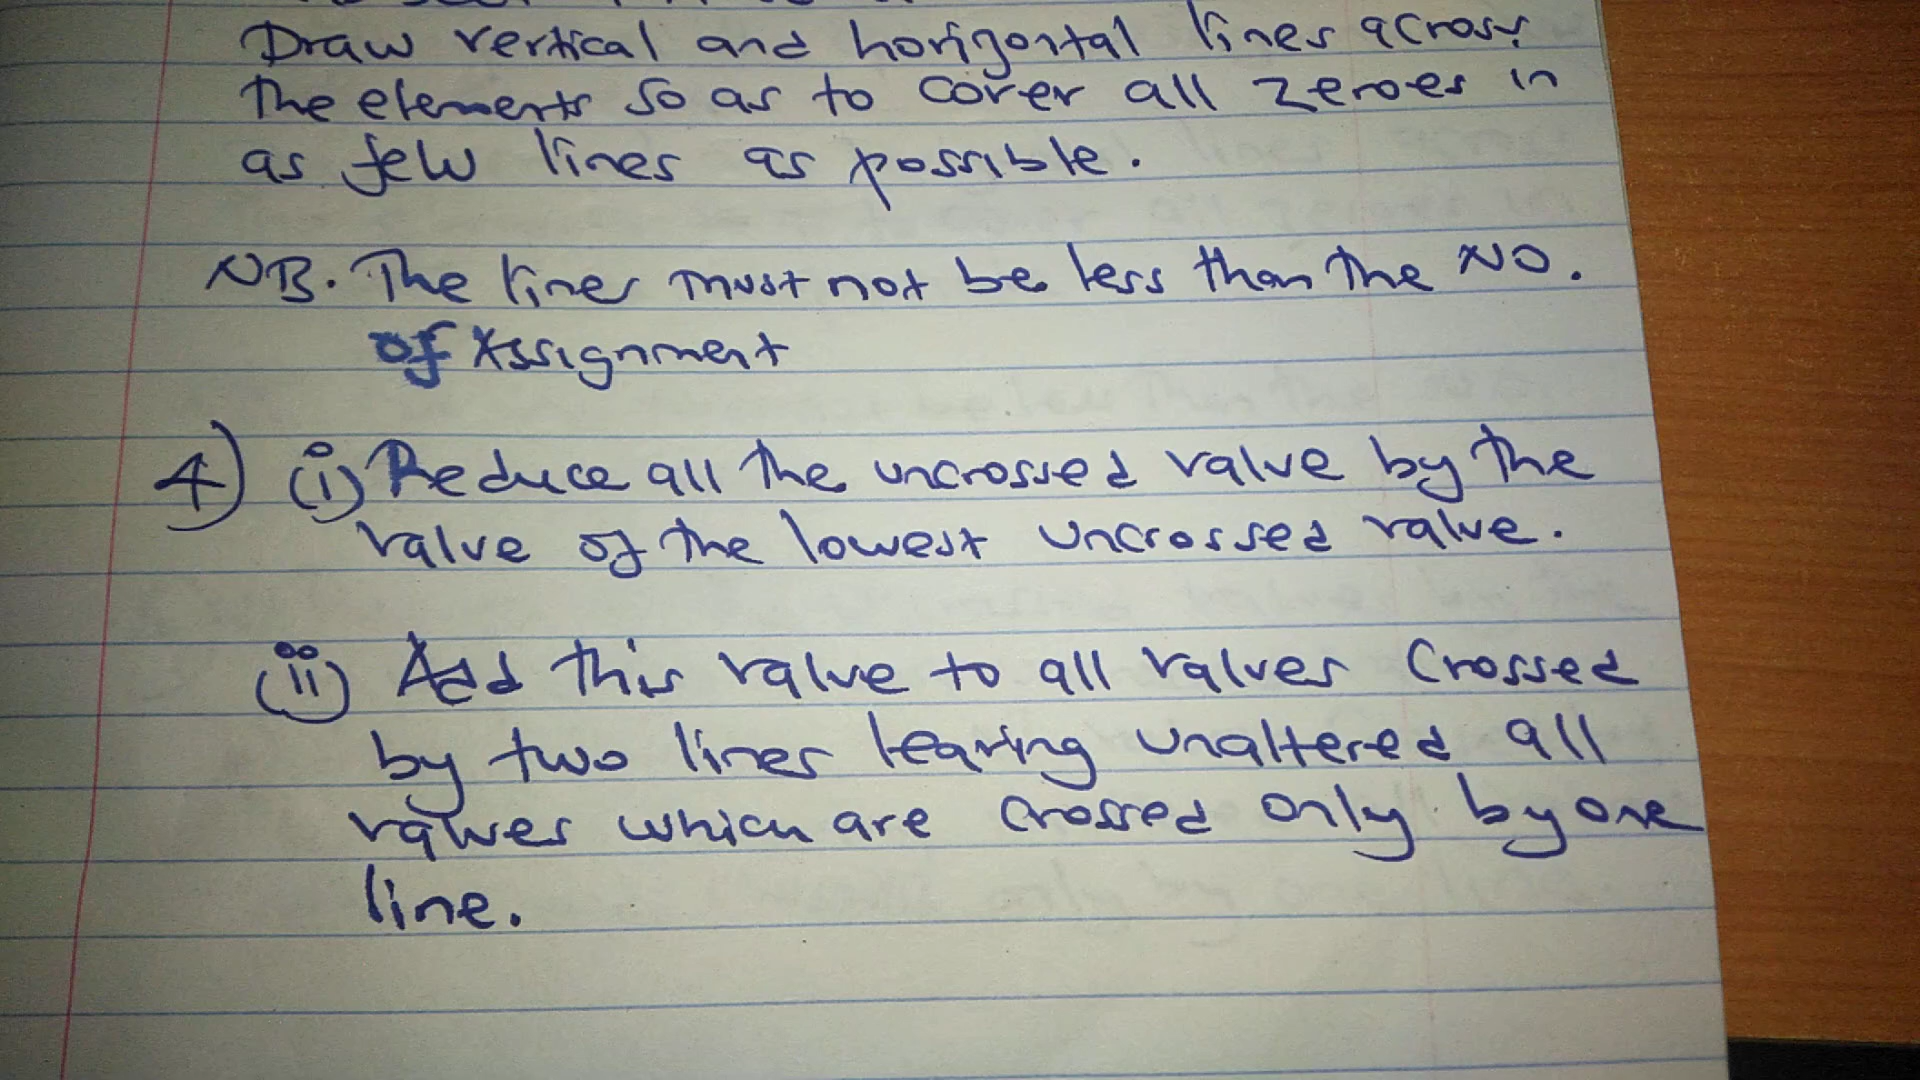 Draw vertical and horizontal lines across
the elements so as to cover all zeroes in
as few lines as possible.
NB. The lines must not be less than the NO.
of Assignment
4) (i) Reduce all the uncrossed value by the
value of the lowest uncrossed value.
(ii) Add this value to all values crossed
by two lines leaving unaltered all
values which are crossed only by one
line.